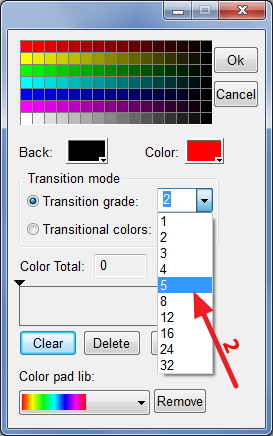 Ok
Cancel
Back:
Color:
Transition mode
Transition grade: 2
Transitional colors:
1
2
3
4
5
8
12
16
24
32
Color Total: 0
2
Clear
Delete
Color pad lib:
Remove